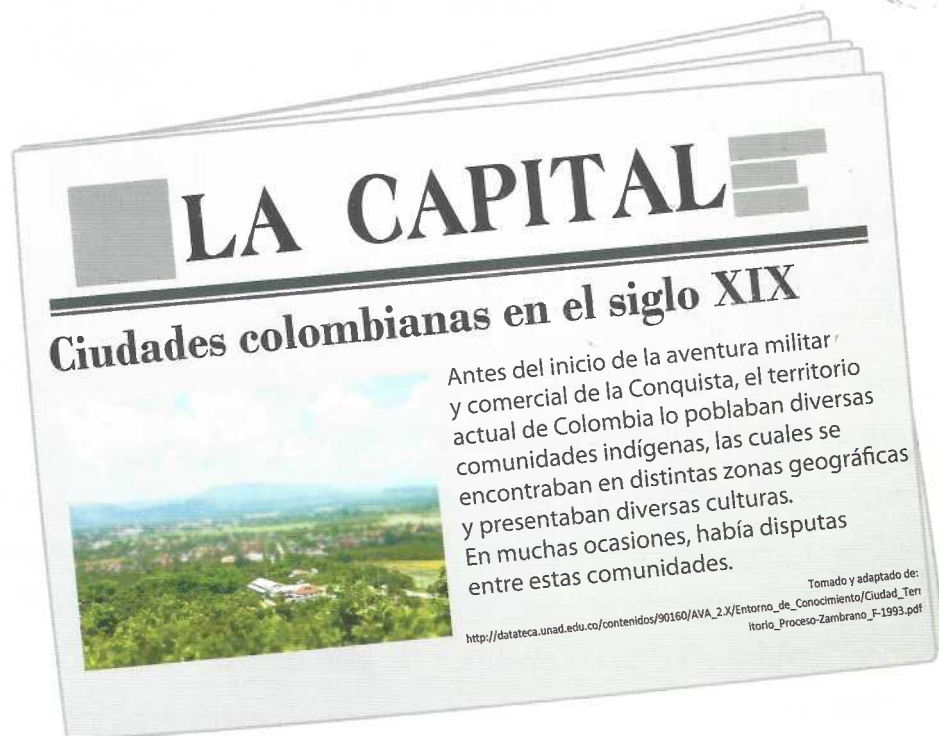 LA CAPITAL
Ciudades colombianas en el siglo XIX
Antes del inicio de la aventura militar
y comercial de la Conquista, el territorio
actual de Colombia lo poblaban diversas
comunidades indígenas, las cuales se
encontraban en distintas zonas geográficas
y presentaban diversas culturas.
En muchas ocasiones, había disputas
entre estas comunidades.
Tomado y adaptado de:
http://datateca.unad.edu.co/contenidos/90160/AVA_2.X/Entorno_de_Conocimiento/Ciudad_Terr
itorio_Proceso-Zambrano_F-1993.pdf